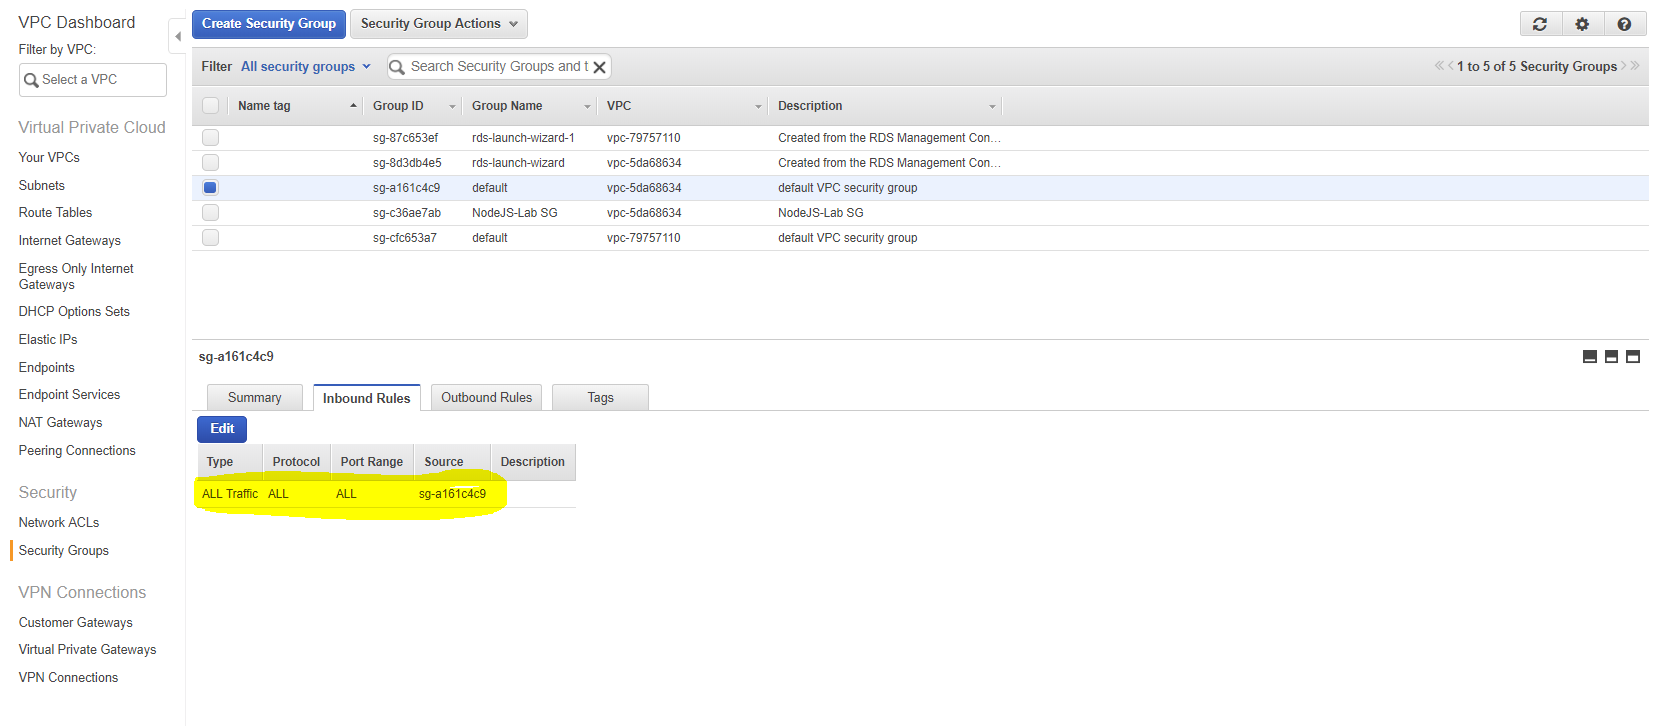 VPC Dashboard
Filter by VPC:
Select a VPC
Virtual Private Cloud
Your VPCs
Subnets
Route Tables
Internet Gateways
Egress Only Internet
Gateways
DHCP Options Sets
Elastic IPs
Endpoints
Endpoint Services
NAT Gateways
Peering Connections
Security
Network ACLs
Security Groups
VPN Connections
Customer Gateways
Virtual Private Gateways
VPN Connections
Create Security Group Security Group Actions
Filter All security groups Search Security Groups and t 1 to 5 of 5 Security Groups
Name tag Group ID Group Name VPC Description
sg-87c653ef rds-launch-wizard-1 vpc-79757110 Created from the RDS Management Con...
sg-8d3db4e5 rds-launch-wizard vpc-5da68634 Created from the RDS Management Con...
sg-a161c4c9 default vpc-5da68634 default VPC security group
sg-c36ae7ab NodeJS-Lab SG vpc-5da68634 NodeJS-Lab SG
sg-cfc653a7 default vpc-79757110 default VPC security group
sg-a161c4c9
Summary Inbound Rules Outbound Rules Tags
Edit
Type Protocol Port Range Source Description
ALL Traffic ALL ALL sg-a161c4c9